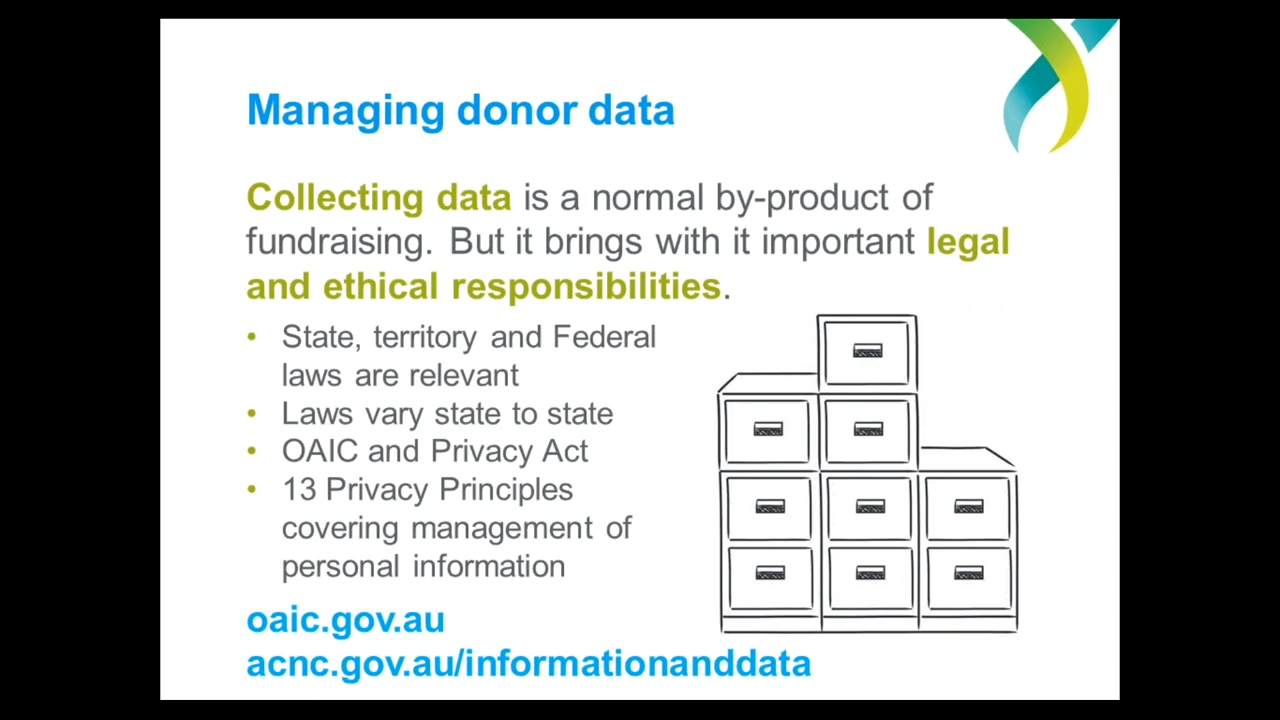 Managing donor data
Collecting data is a normal by-product of
fundraising. But it brings with it important legal
and ethical responsibilities.
• State, territory and Federal
laws are relevant
• Laws vary state to state
• OAIC and Privacy Act
• 13 Privacy Principles
covering management of
personal information
oaic.gov.au
acnc.gov.au/informationanddata